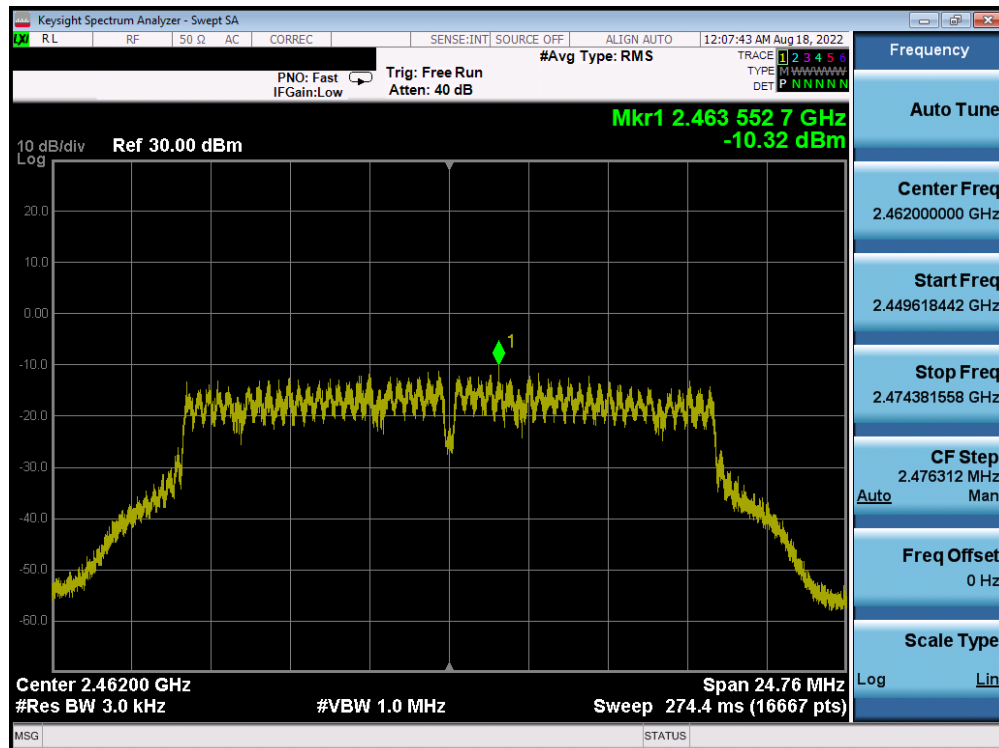 Keysight Spectrum Analyzer - Swept SA
LXI RL RF 50 Ω AC CORREC SENSE:INT SOURCE OFF ALIGN AUTO 12:07:43 AM Aug 18, 2022
#Avg Type: RMS TRACE 1 2 3 4 5 6
PNO: Fast Trig: Free Run TYPE M WWWWW
IFGain:Low Atten: 40 dB DET P N N N N N
Mkr1 2.463 552 7 GHz
10 dB/div Ref 30.00 dBm -10.32 dBm
Log
20.0
10.0
0.00
1
-10.0
-20.0
-30.0
-40.0
-50.0
-60.0
Center 2.46200 GHz Span 24.76 MHz
#Res BW 3.0 kHz #VBW 1.0 MHz Sweep 274.4 ms (16667 pts)
MSG STATUS
Frequency
Auto Tune
Center Freq
2.462000000 GHz
Start Freq
2.449618442 GHz
Stop Freq
2.474381558 GHz
CF Step
2.476312 MHz
Auto Man
Freq Offset
0 Hz
Scale Type
Log Lin